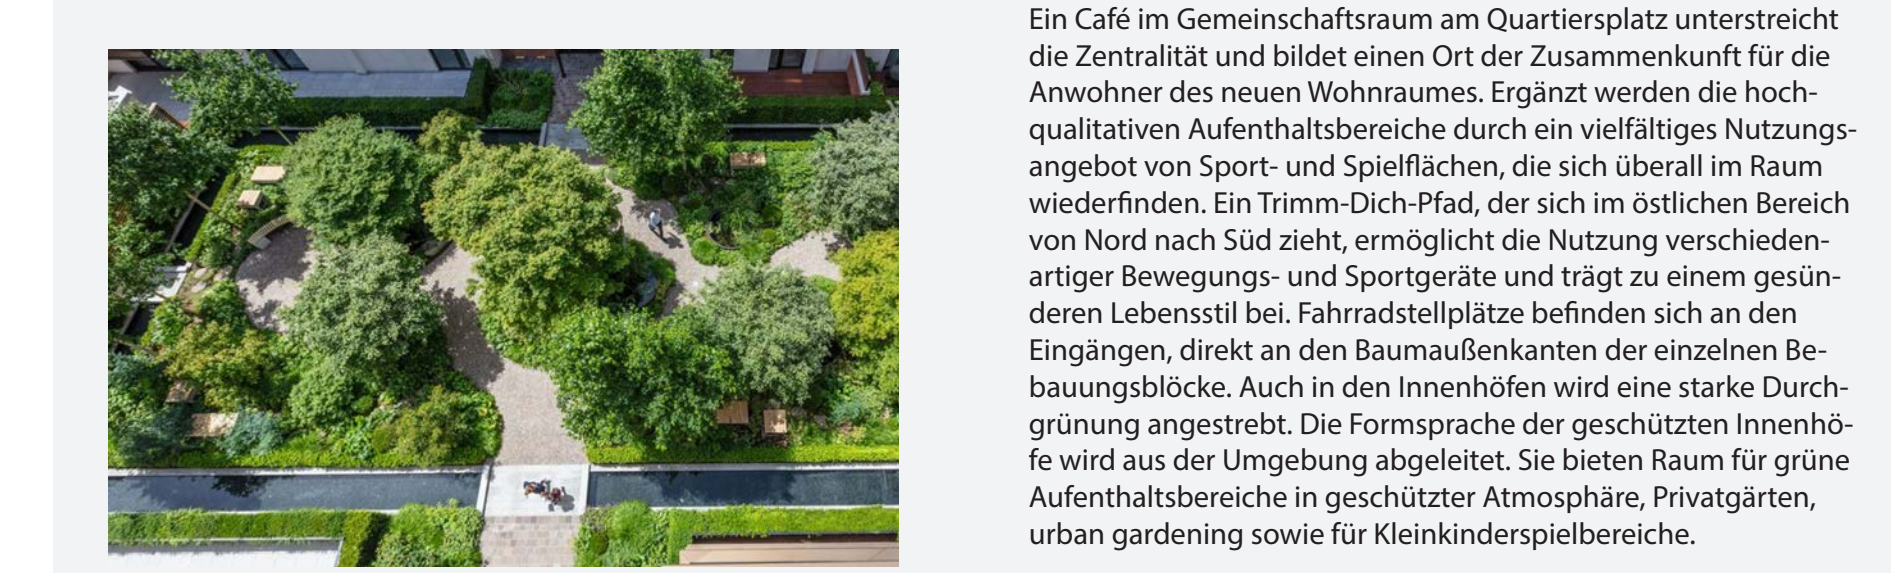 Ein Café im Gemeinschaftsraum am Quartiersplatz unterstreicht
die Zentralität und bildet einen Ort der Zusammenkunft für die
Anwohner des neuen Wohnraumes. Ergänzt werden die hoch-
qualitativen Aufenthaltsbereiche durch ein vielfältiges Nutzungs-
angebot von Sport- und Spielflächen, die sich überall im Raum
wiederfinden. Ein Trimm-Dich-Pfad, der sich im östlichen Bereich
von Nord nach Süd zieht, ermöglicht die Nutzung verschieden-
artiger Bewegungs- und Sportgeräte und trägt zu einem gesün-
deren Lebensstil bei. Fahrradstellplätze befinden sich an den
Eingängen, direkt an den Baumaußenkanten der einzelnen Be-
bauungsblöcke. Auch in den Innenhöfen wird eine starke Durch-
grünung angestrebt. Die Formsprache der geschützten Innenhö-
fe wird aus der Umgebung abgeleitet. Sie bieten Raum für grüne
Aufenthaltsbereiche in geschützter Atmosphäre, Privatgärten,
urban gardening sowie für Kleinkinderspielbereiche.